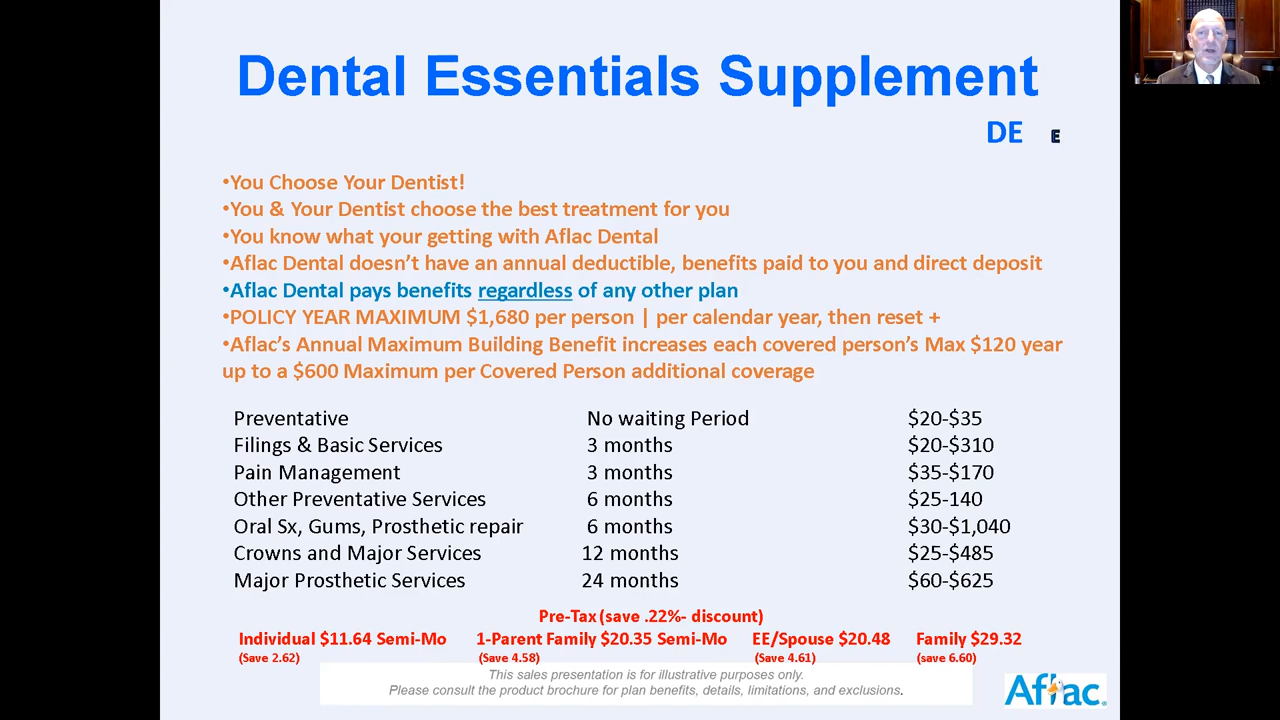 Dental Essentials Supplement
DE E
•You Choose Your Dentist!
•You & Your Dentist choose the best treatment for you
•You know what your getting with Aflac Dental
•Aflac Dental doesn’t have an annual deductible, benefits paid to you and direct deposit
•Aflac Dental pays benefits regardless of any other plan
•POLICY YEAR MAXIMUM $1,680 per person | per calendar year, then reset +
•Aflac’s Annual Maximum Building Benefit increases each covered person’s Max $120 year
up to a $600 Maximum per Covered Person additional coverage
Preventative No waiting Period $20-$35
Filings & Basic Services 3 months $20-$310
Pain Management 3 months $35-$170
Other Preventative Services 6 months $25-140
Oral Sx, Gums, Prosthetic repair 6 months $30-$1,040
Crowns and Major Services 12 months $25-$485
Major Prosthetic Services 24 months $60-$625
Pre-Tax (save .22%- discount)
Individual $11.64 Semi-Mo 1-Parent Family $20.35 Semi-Mo EE/Spouse $20.48 Family $29.32
(Save 2.62) (Save 4.58) (Save 4.61) (save 6.60)
This sales presentation is for illustrative purposes only.
Please consult the product brochure for plan benefits, details, limitations, and exclusions.
Aflac